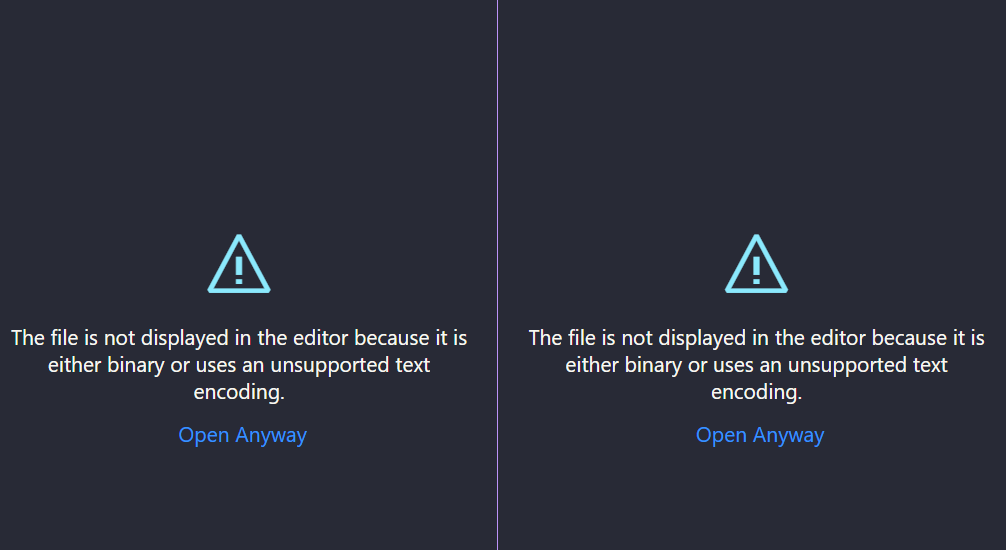 The file is not displayed in the editor because it is
either binary or uses an unsupported text
encoding.
Open Anyway
The file is not displayed in the editor because it is
either binary or uses an unsupported text
encoding.
Open Anyway